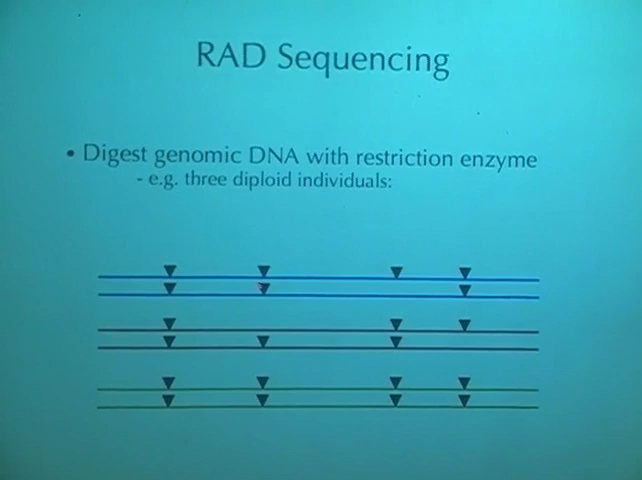 RAD Sequencing
• Digest genomic DNA with restriction enzyme
- e.g. three diploid individuals: